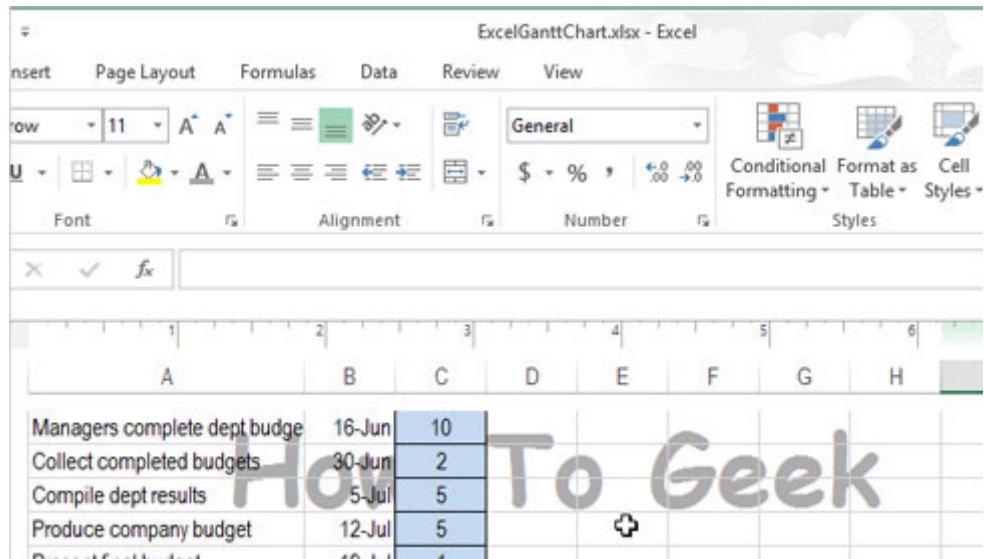 ExcelGanttChart.xlsx - Excel
nsert Page Layout Formulas Data Review View
row 11 A A General
U A $ % , .00 .00 Conditional Format as Cell
Formatting Table Styles
Font Alignment Number Styles
fx
1 2 3 4 5 6
A B C D E F G H
Managers complete dept budge 16-Jun 10
Collect completed budgets 30-Jun 2
Compile dept results 5-Jul 5
Produce company budget 12-Jul 5
How To Geek